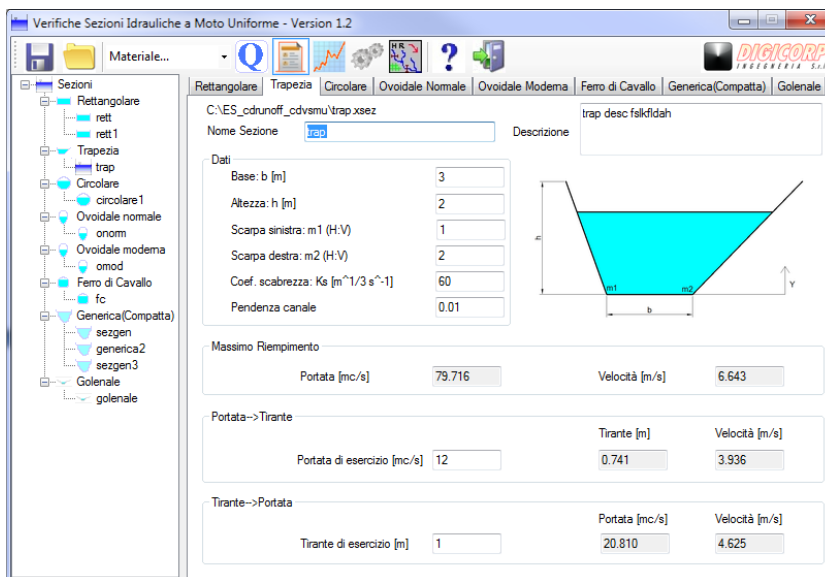 Verifiche Sezioni Idrauliche a Moto Uniforme - Version 1.2
Materiale... Q HR ? DIGICORP
INGEGNERIA S.r.l.
Sezioni
Rettangolare
rett
rett1
Trapezia
trap
Circolare
circolare1
Ovoidale normale
onorm
Ovoidale moderna
omod
Ferro di Cavallo
fc
Generica(Compatta)
sezgen
generica2
sezgen3
Golenale
golenale
Rettangolare Trapezia Circolare Ovoidale Normale Ovoidale Moderna Ferro di Cavallo Generica(Compatta) Golenale
C:\ES_cdrunoff_cdvsmu\trap.xsez
Nome Sezione trap
Descrizione trap desc fslkfldah
Dati
Base: b [m] 3
Altezza: h [m] 2
Scarpa sinistra: m1 (H:V) 1
Scarpa destra: m2 (H:V) 2
Coef. scabrezza: Ks [m^1/3 s^-1] 60
Pendenza canale 0.01
h
m1 m2
b
Y
Massimo Riempimento
Portata [mc/s] 79.716 Velocità [m/s] 6.643
Portata-->Tirante
Tirante [m] Velocità [m/s]
Portata di esercizio [mc/s] 12 0.741 3.936
Tirante-->Portata
Portata [mc/s] Velocità [m/s]
Tirante di esercizio [m] 1 20.810 4.625